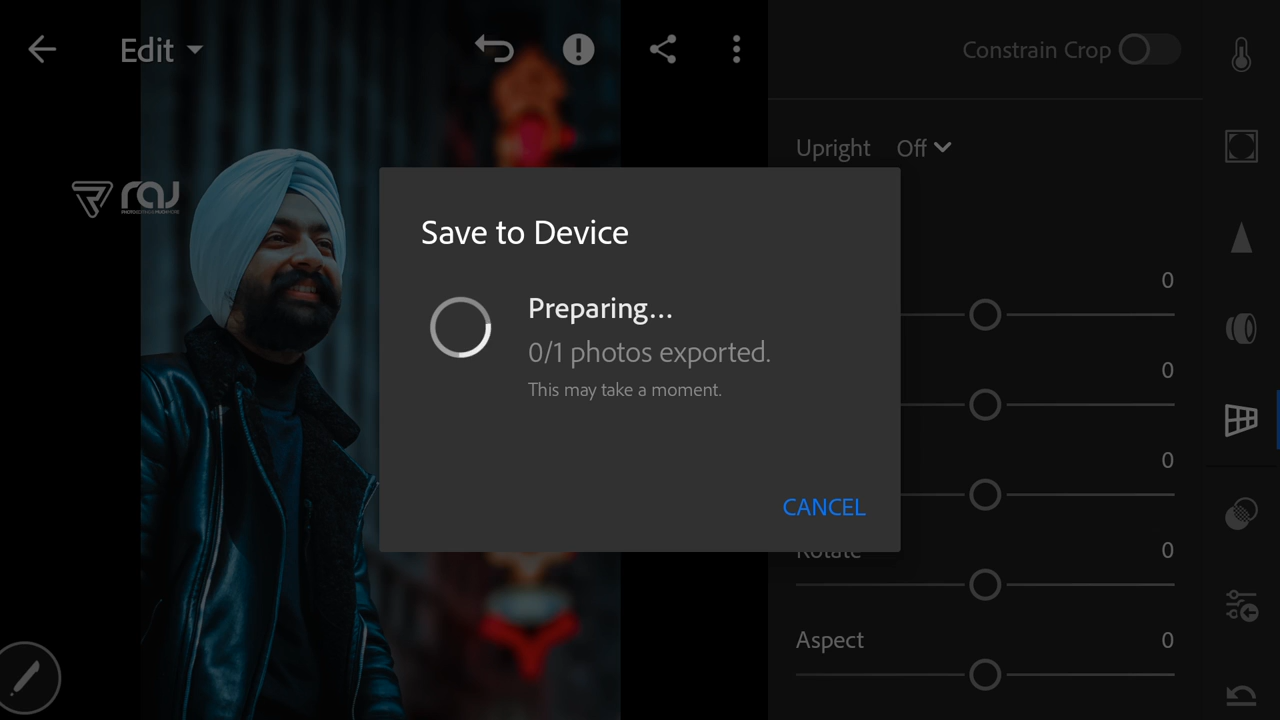 Edit
Constrain Crop
Upright Off
raj
Save to Device
Preparing...
0/1 photos exported.
This may take a moment.
CANCEL
0
0
0
Rotate 0
Aspect 0